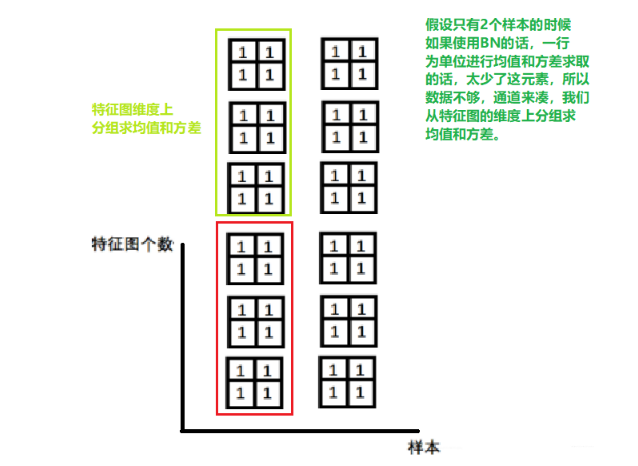 假设只有2个样本的时候
如果使用BN的话，一行
为单位进行均值和方差求取
的话，太少了这元素，所以
数据不够，通道来凑，我们
从特征图的维度上分组求
均值和方差。
特征图维度上
分组求均值和方差
1 1 1 1
1 1 1 1
1 1 1 1
1 1 1 1
1 1 1 1
1 1 1 1
特征图个数
1 1 1 1
1 1 1 1
1 1 1 1
1 1 1 1
1 1 1 1
1 1 1 1
样本